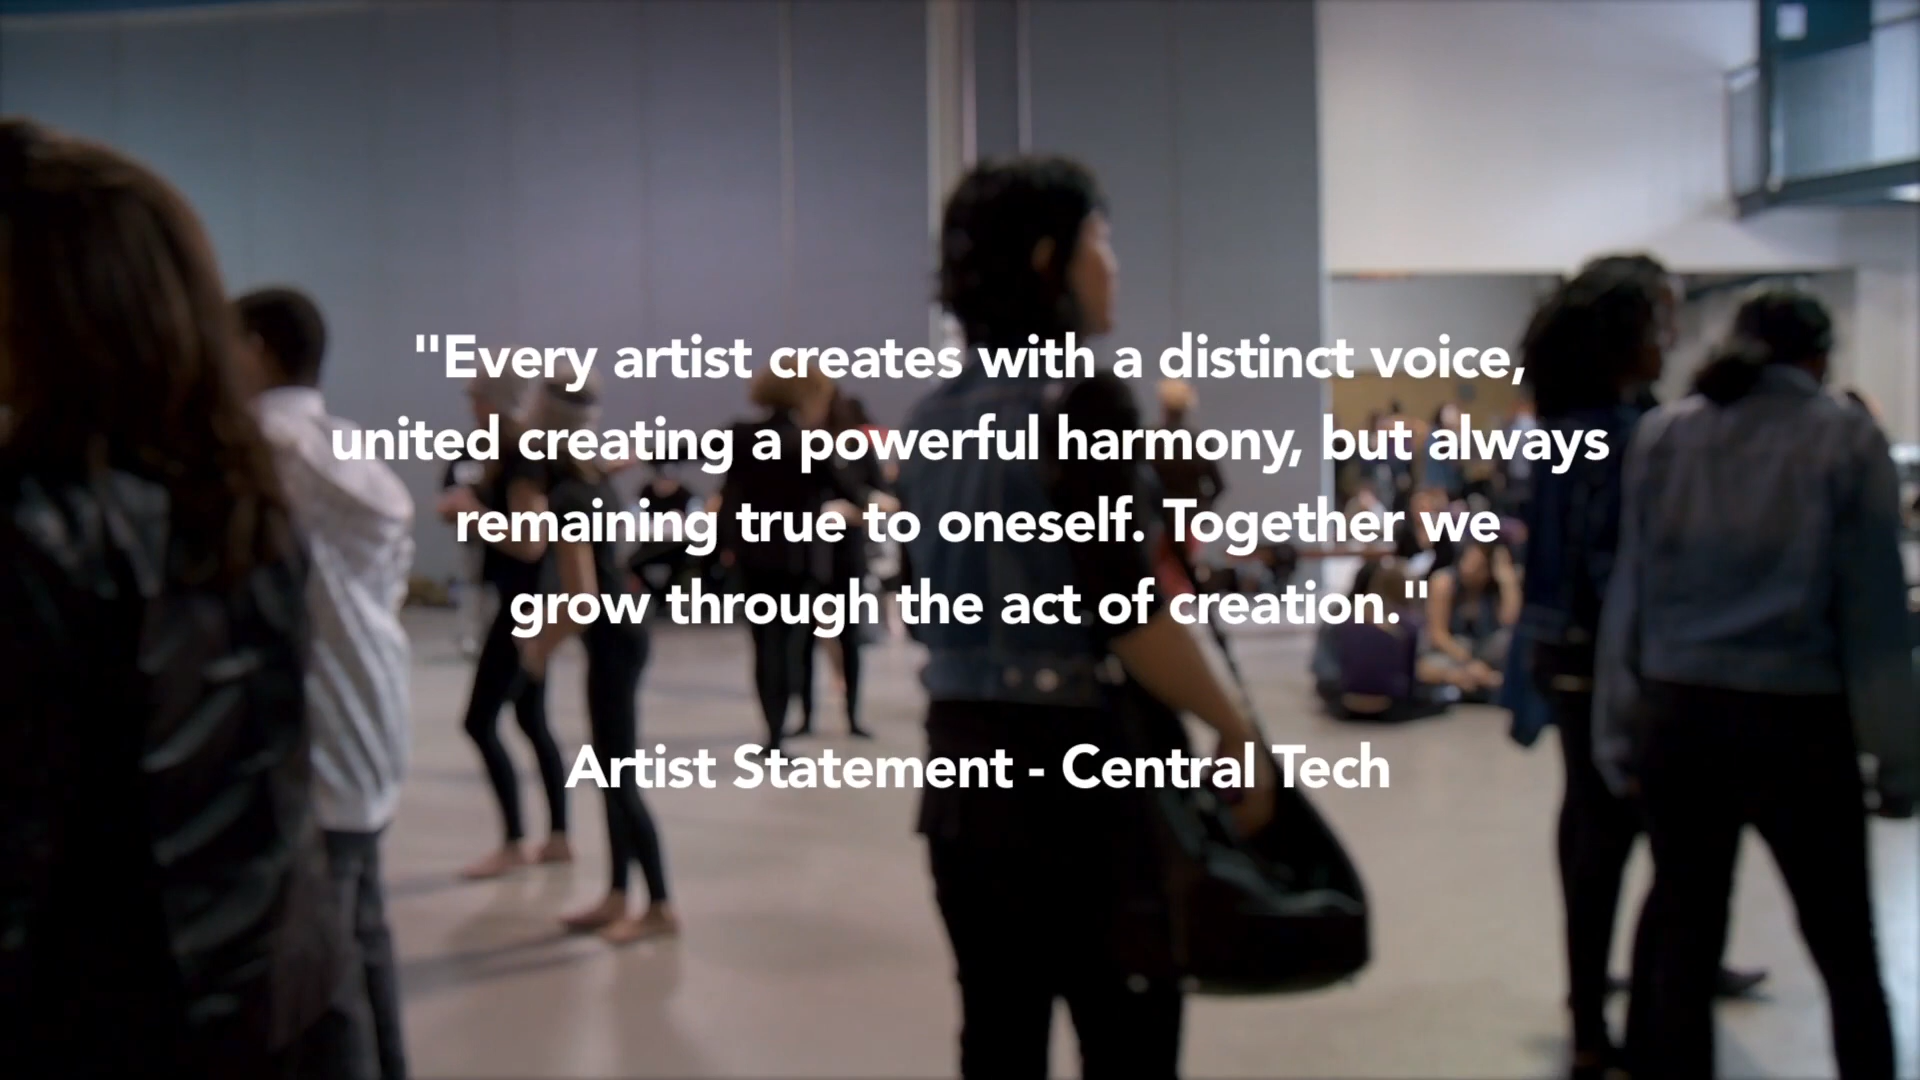 "Every artist creates with a distinct voice,
united creating a powerful harmony, but always
remaining true to oneself. Together we
grow through the act of creation."
Artist Statement - Central Tech